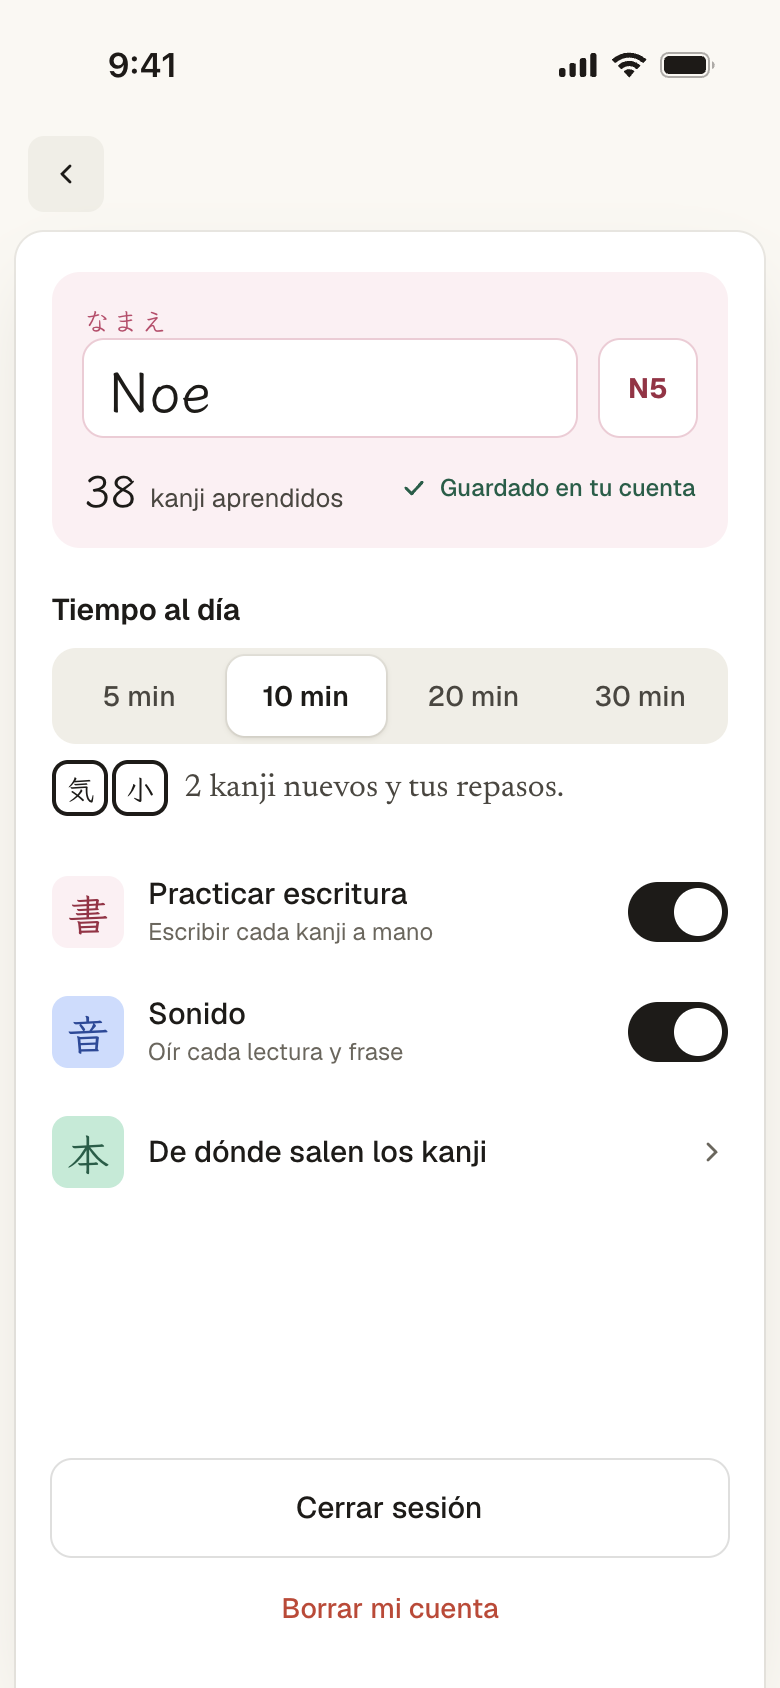 9:41
なまえ
Noe
N5
38 kanji aprendidos
Guardado en tu cuenta
Tiempo al día
5 min
10 min
20 min
30 min
気 小 2 kanji nuevos y tus repasos.
書 Practicar escritura
Escribir cada kanji a mano
音 Sonido
Oír cada lectura y frase
本 De dónde salen los kanji
Cerrar sesión
Borrar mi cuenta